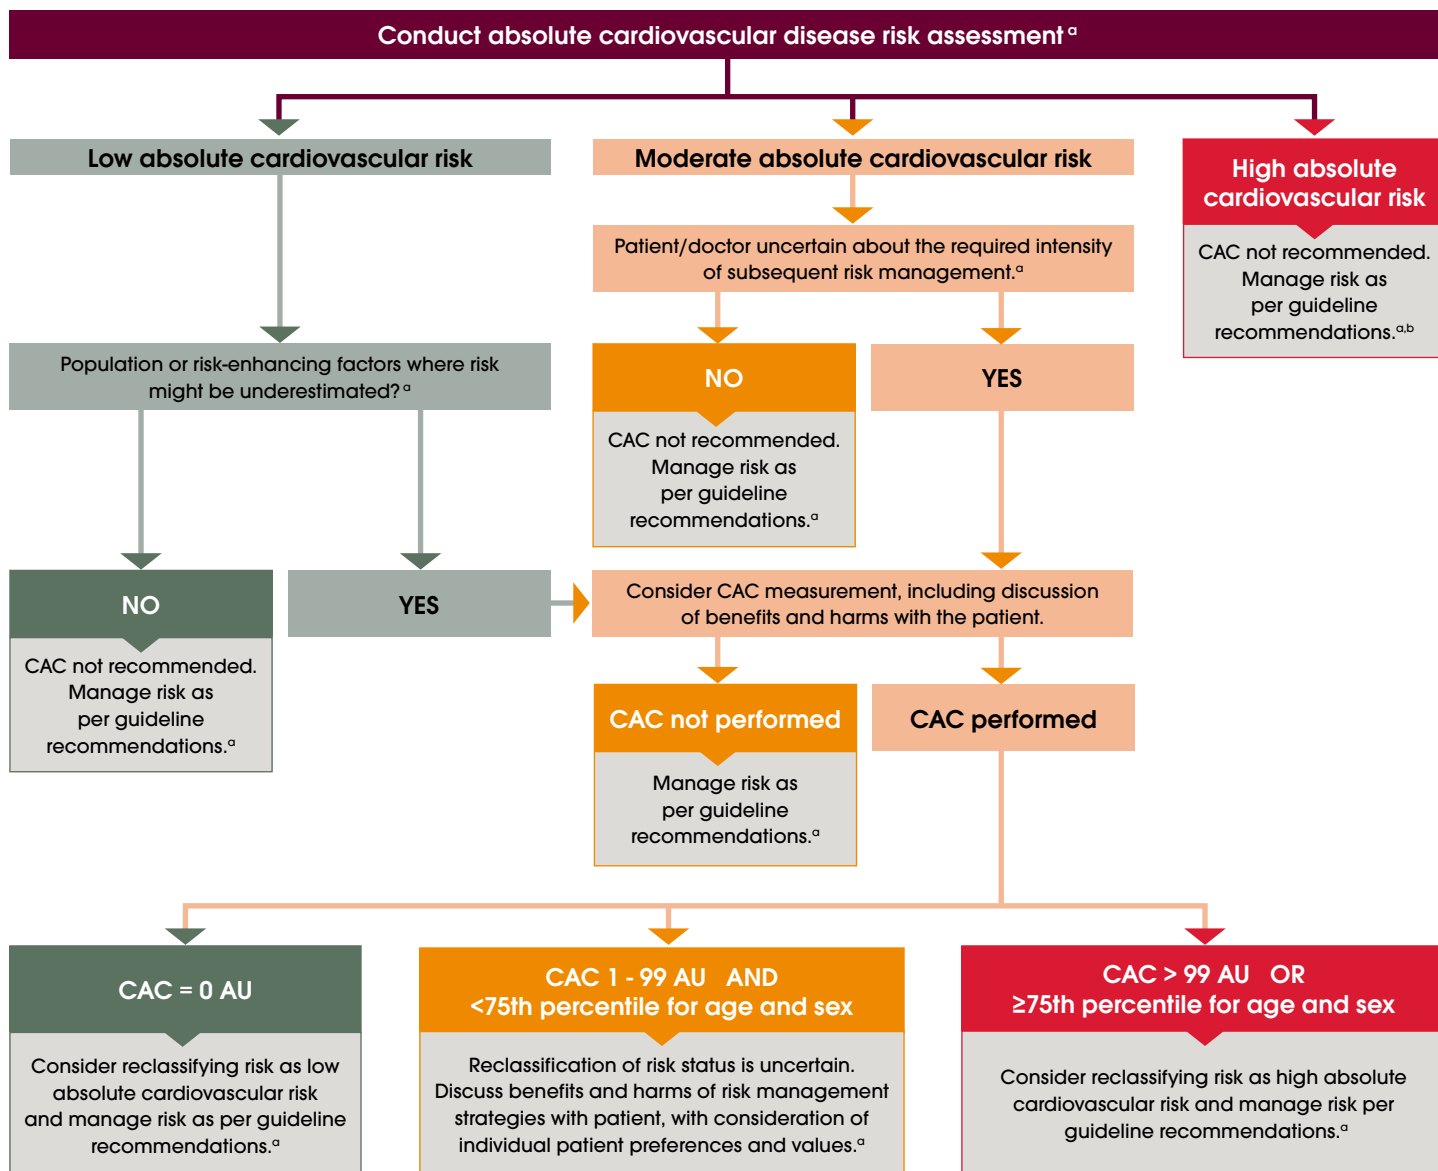 Conduct absolute cardiovascular disease risk assessment ᵃ
Low absolute cardiovascular risk
Moderate absolute cardiovascular risk
High absolute
cardiovascular risk
CAC not recommended.
Manage risk as
per guideline
recommendations.ᵃ,ᵇ
Patient/doctor uncertain about the required intensity
of subsequent risk management.ᵃ
Population or risk-enhancing factors where risk
might be underestimated? ᵃ
NO
CAC not recommended.
Manage risk as
per guideline
recommendations.ᵃ
YES
NO
CAC not recommended.
Manage risk as
per guideline
recommendations.ᵃ
YES
Consider CAC measurement, including discussion
of benefits and harms with the patient.
CAC not performed
Manage risk as
per guideline
recommendations.ᵃ
CAC performed
CAC = 0 AU
Consider reclassifying risk as low
absolute cardiovascular risk
and manage risk as per guideline
recommendations.ᵃ
CAC 1 - 99 AU AND
<75th percentile for age and sex
Reclassification of risk status is uncertain.
Discuss benefits and harms of risk management
strategies with patient, with consideration of
individual patient preferences and values.ᵃ
CAC > 99 AU OR
≥75th percentile for age and sex
Consider reclassifying risk as high absolute
cardiovascular risk and manage risk per
guideline recommendations.ᵃ